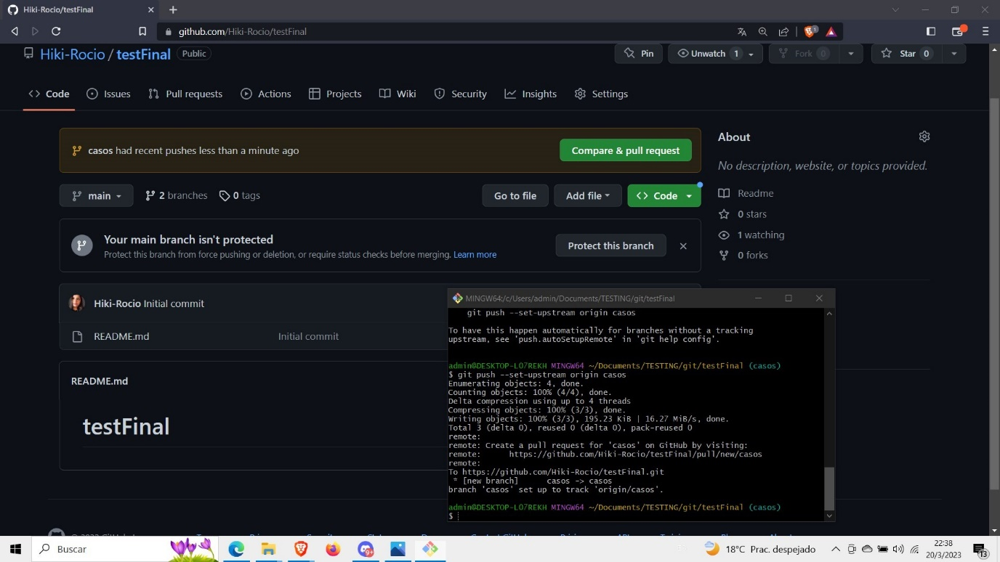 Hiki-Rocio/testFinal
github.com/Hiki-Rocio/testFinal
1
Hiki-Rocio / testFinal Public
Pin Unwatch 1 Fork 0 Star 0
Code Issues Pull requests Actions Projects Wiki Security Insights Settings
casos had recent pushes less than a minute ago Compare & pull request
main 2 branches 0 tags Go to file Add file Code
Your main branch isn't protected
Protect this branch from force pushing or deletion, or require status checks before merging. Learn more
Protect this branch
Hiki-Rocio Initial commit
README.md Initial commit
README.md
testFinal
About
No description, website, or topics provided.
Readme
0 stars
1 watching
0 forks
MINGW64:/c/Users/admin/Documents/TESTING/git/testFinal
git push --set-upstream origin casos
To have this happen automatically for branches without a tracking
upstream, see 'push.autoSetupRemote' in 'git help config'.
admin@DESKTOP-LO7REKH MINGW64 ~/Documents/TESTING/git/testFinal (casos)
$ git push --set-upstream origin casos
Enumerating objects: 4, done.
Counting objects: 100% (4/4), done.
Delta compression using up to 4 threads
Compressing objects: 100% (3/3), done.
Writing objects: 100% (3/3), 195.23 KiB | 16.27 MiB/s, done.
Total 3 (delta 0), reused 0 (delta 0), pack-reused 0
remote:
remote: Create a pull request for 'casos' on GitHub by visiting:
remote: https://github.com/Hiki-Rocio/testFinal/pull/new/casos
remote:
To https://github.com/Hiki-Rocio/testFinal.git
* [new branch] casos -> casos
branch 'casos' set up to track 'origin/casos'.
admin@DESKTOP-LO7REKH MINGW64 ~/Documents/TESTING/git/testFinal (casos)
$
Buscar
9+
18°C Prac. despejado
22:38
20/3/2023
13